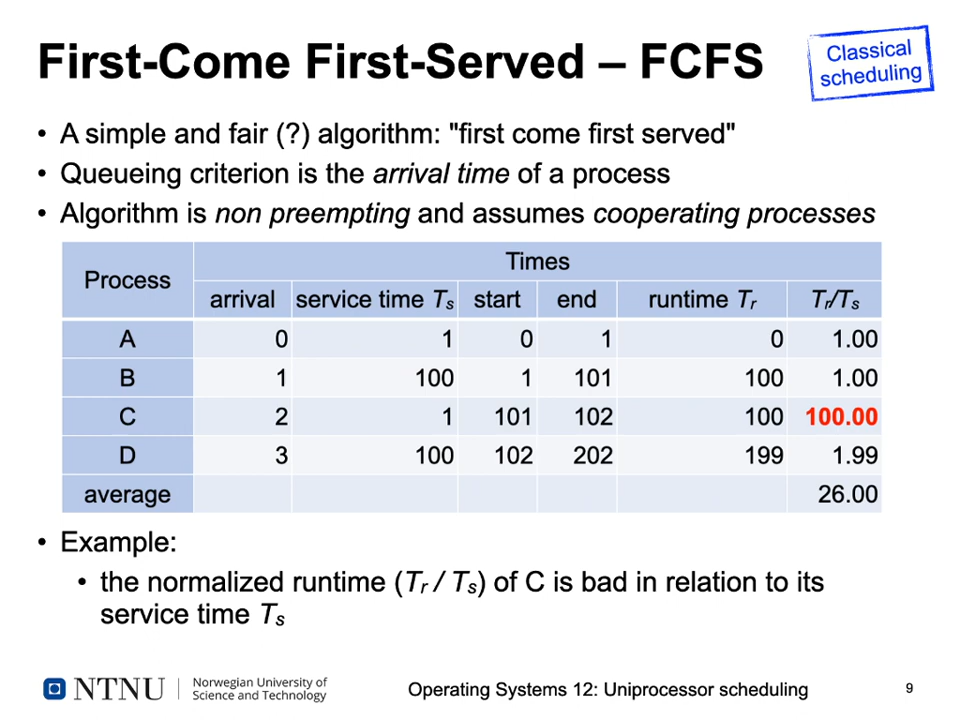 First-Come First-Served – FCFS
Classical
scheduling
• A simple and fair (?) algorithm: "first come first served"
• Queueing criterion is the arrival time of a process
• Algorithm is non preempting and assumes cooperating processes
Process Times
arrival service time Ts start end runtime Tr Tr/Ts
A 0 1 0 1 0 1.00
B 1 100 1 101 100 1.00
C 2 1 101 102 100 100.00
D 3 100 102 202 199 1.99
average 26.00
• Example:
• the normalized runtime (Tr / Ts) of C is bad in relation to its
service time Ts
NTNU
Norwegian University of
Science and Technology
Operating Systems 12: Uniprocessor scheduling
9